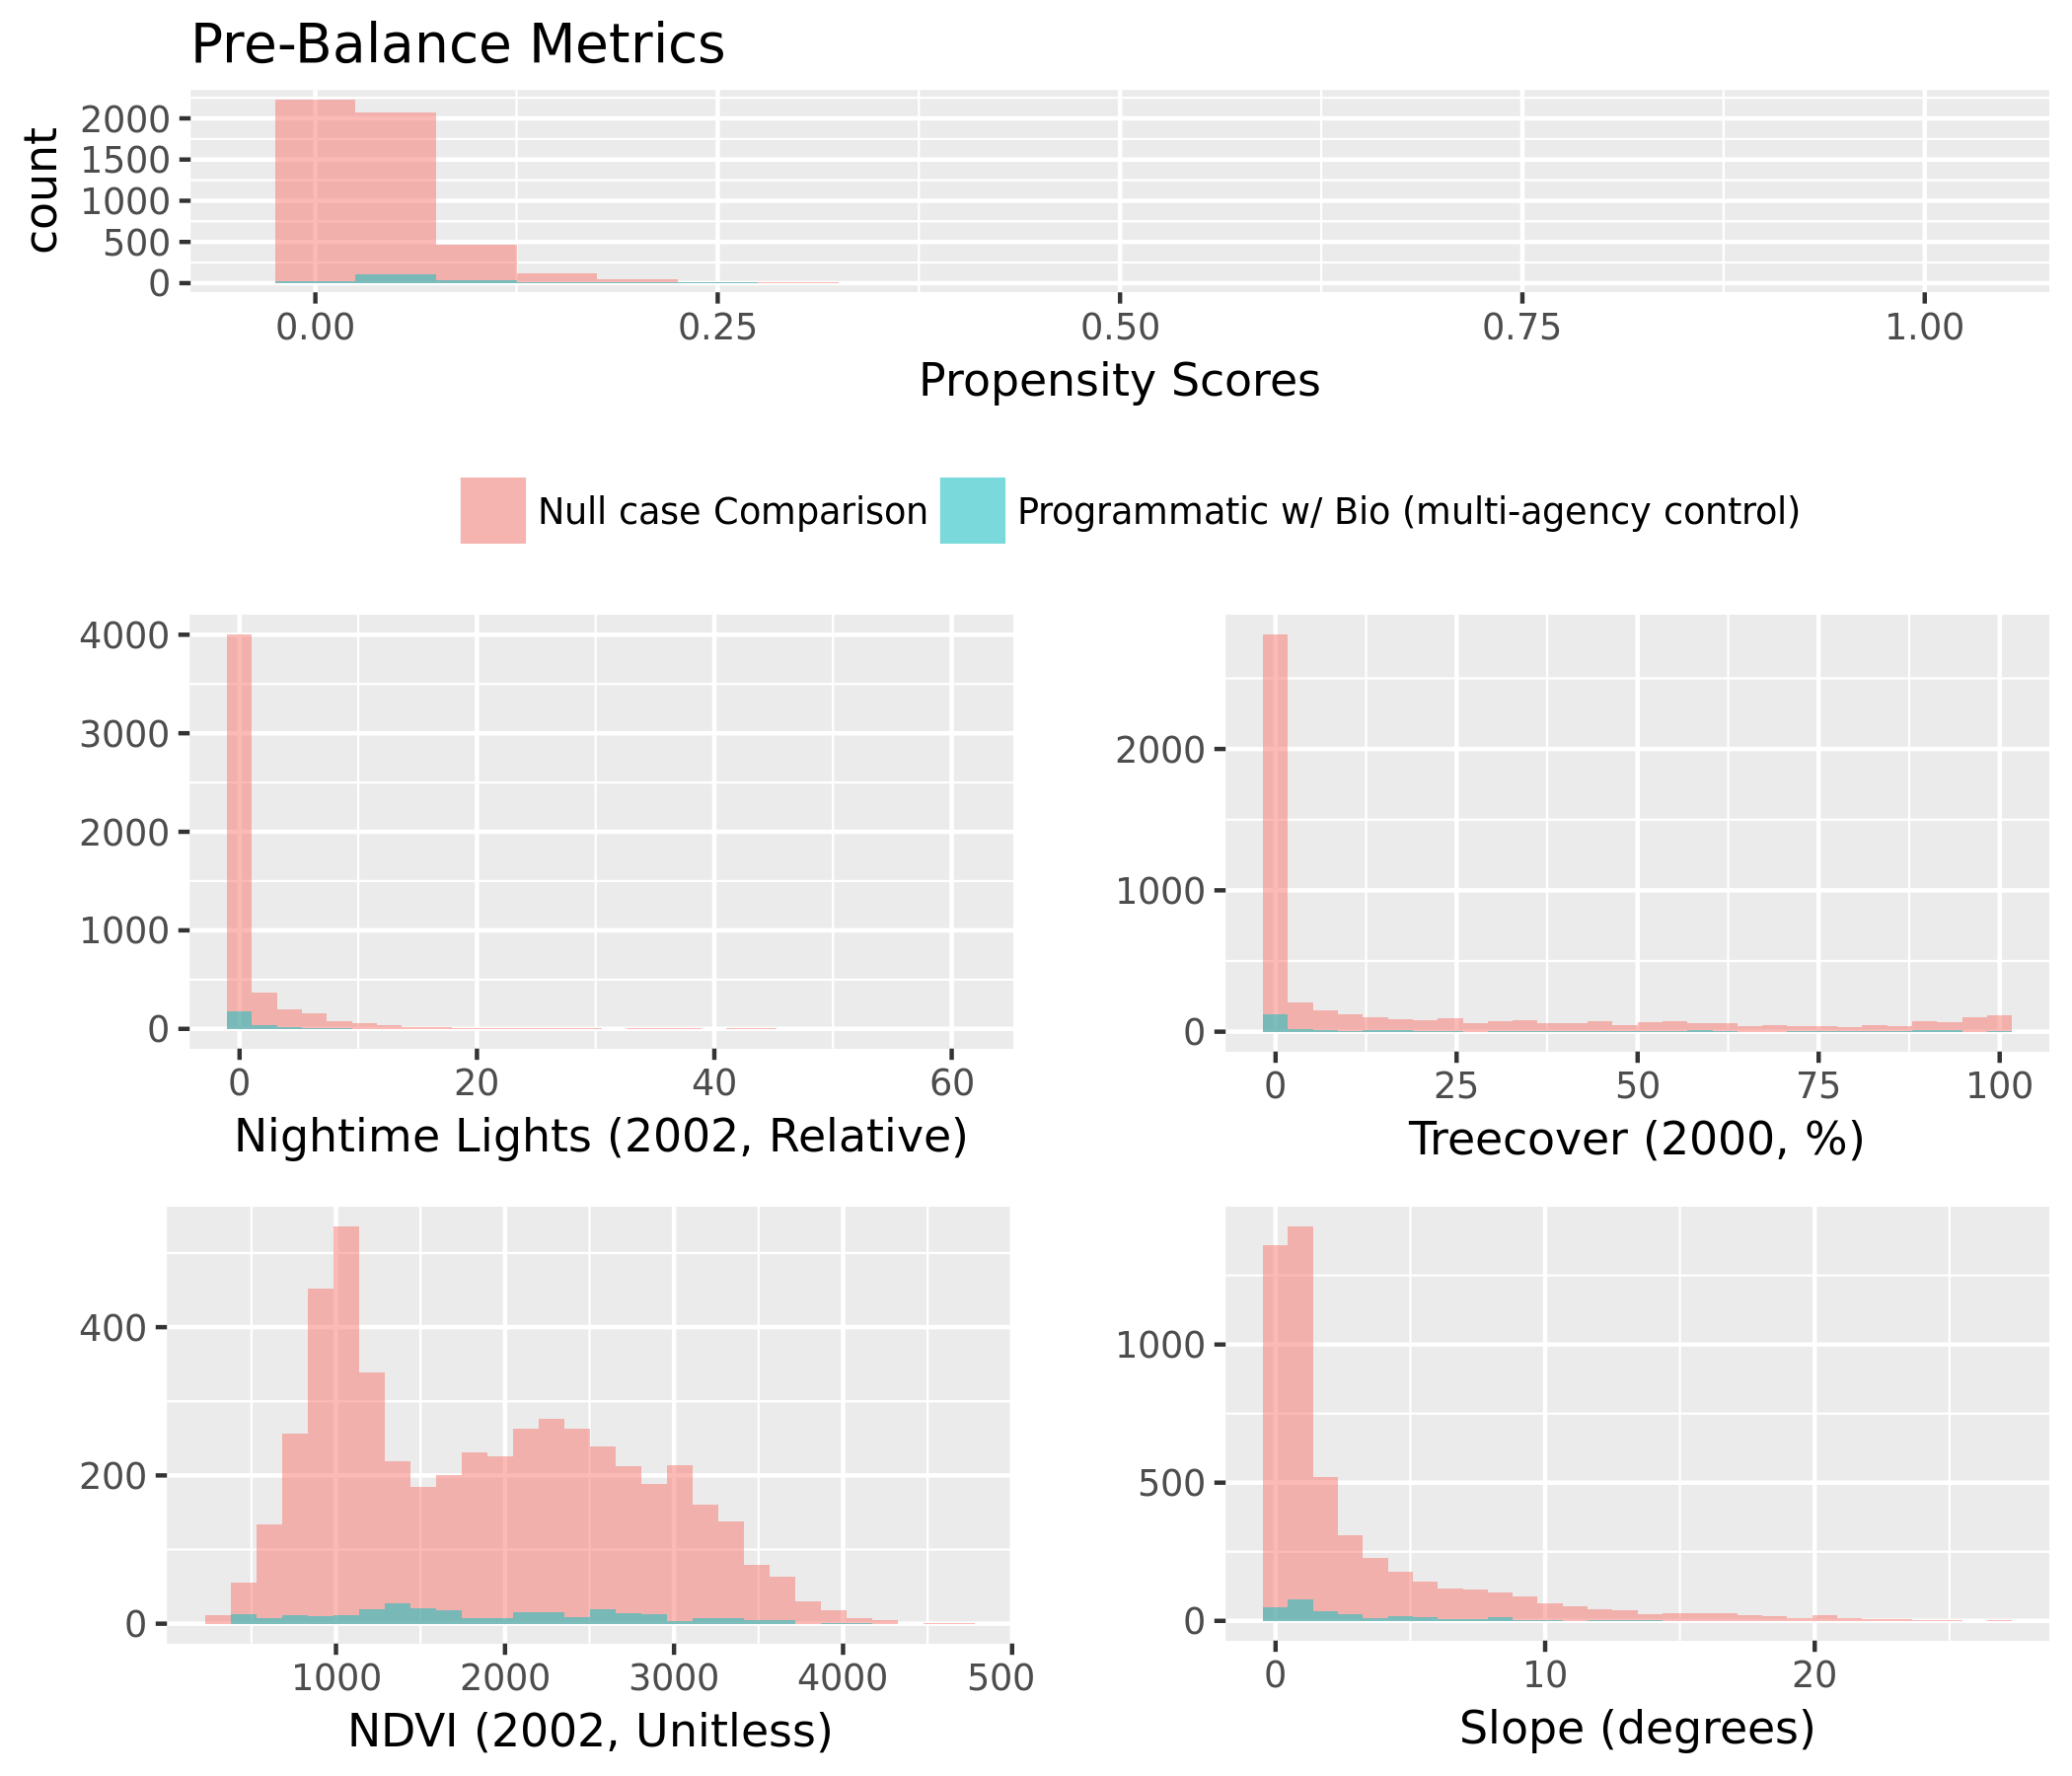 Pre-Balance Metrics
count
2000
1500
1000
500
0
0.00 0.25 0.50 0.75 1.00
Propensity Scores
Null case Comparison Programmatic w/ Bio (multi-agency control)
4000
3000
2000
1000
0
0 20 40 60
Nightime Lights (2002, Relative)
2000
1000
0
0 25 50 75 100
Treecover (2000, %)
400
200
0
1000 2000 3000 4000 500
NDVI (2002, Unitless)
1000
500
0
0 10 20
Slope (degrees)